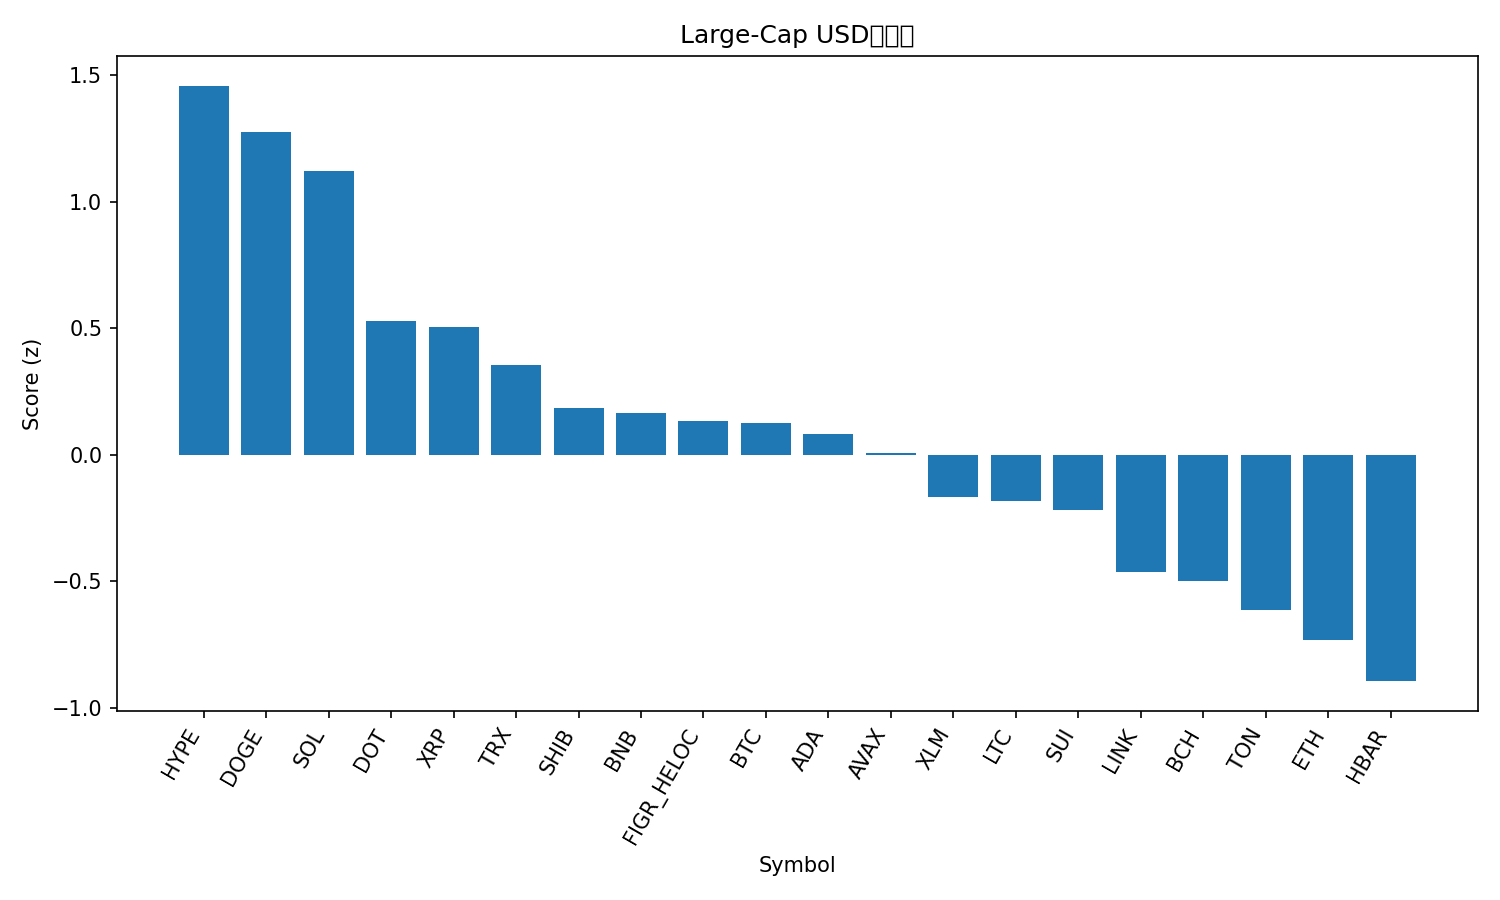 Large-Cap USD
1.5
1.0
0.5
0.0
−0.5
−1.0
Score (z)
HYPE
DOGE
SOL
DOT
XRP
TRX
SHIB
BNB
FIGR_HELOC
BTC
ADA
AVAX
XLM
LTC
SUI
LINK
BCH
TON
ETH
HBAR
Symbol